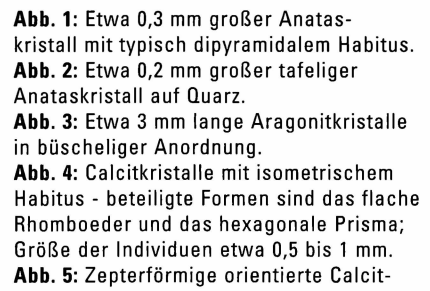 Abb. 1: Etwa 0,3 mm großer Anatas-
kristall mit typisch dipyramidalem Habitus.
Abb. 2: Etwa 0,2 mm großer tafeliger
Anataskristall auf Quarz.
Abb. 3: Etwa 3 mm lange Aragonitkristalle
in büscheliger Anordnung.
Abb. 4: Calcitkristalle mit isometrischem
Habitus - beteiligte Formen sind das flache
Rhomboeder und das hexagonale Prisma;
Größe der Individuen etwa 0,5 bis 1 mm.
Abb. 5: Zepterförmige orientierte Calcit-